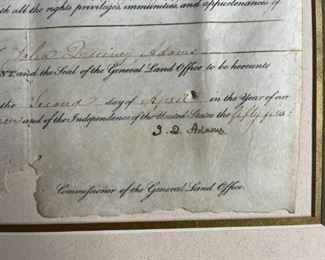 ith all the rights, privileges, immunities, and appurtenances of
John Quincy Adams
NT, and the Seal of the General Land Office to be hereunto
the second day of April in the Year of our
and of the Independence of the United States the fifty first
J. Q. Adams
Commissioner of the General Land Office.